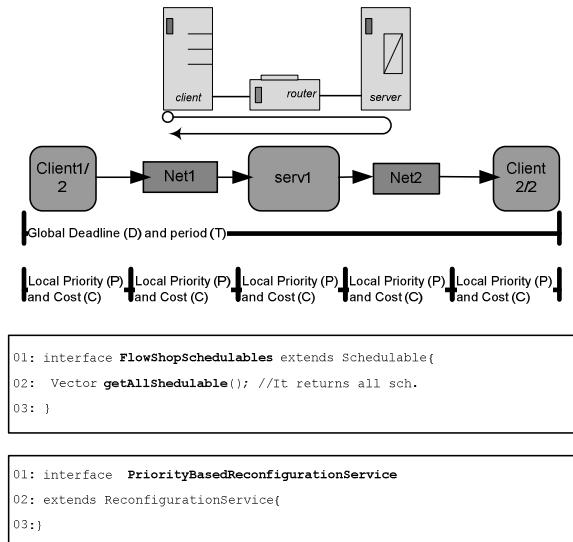 client
router
server
Client1/
2
Net1
serv1
Net2
Client
2/2
Global Deadline (D) and period (T)
Local Priority (P)
and Cost (C)
Local Priority (P)
and Cost (C)
Local Priority (P)
and Cost (C)
Local Priority (P)
and Cost (C)
Local Priority (P)
and Cost (C)
01: interface FlowShopSchedulables extends Schedulable{
02: Vector getAllShedulable(); //It returns all sch.
03: }
01: interface PriorityBasedReconfigurationService
02: extends ReconfigurationService{
03:}